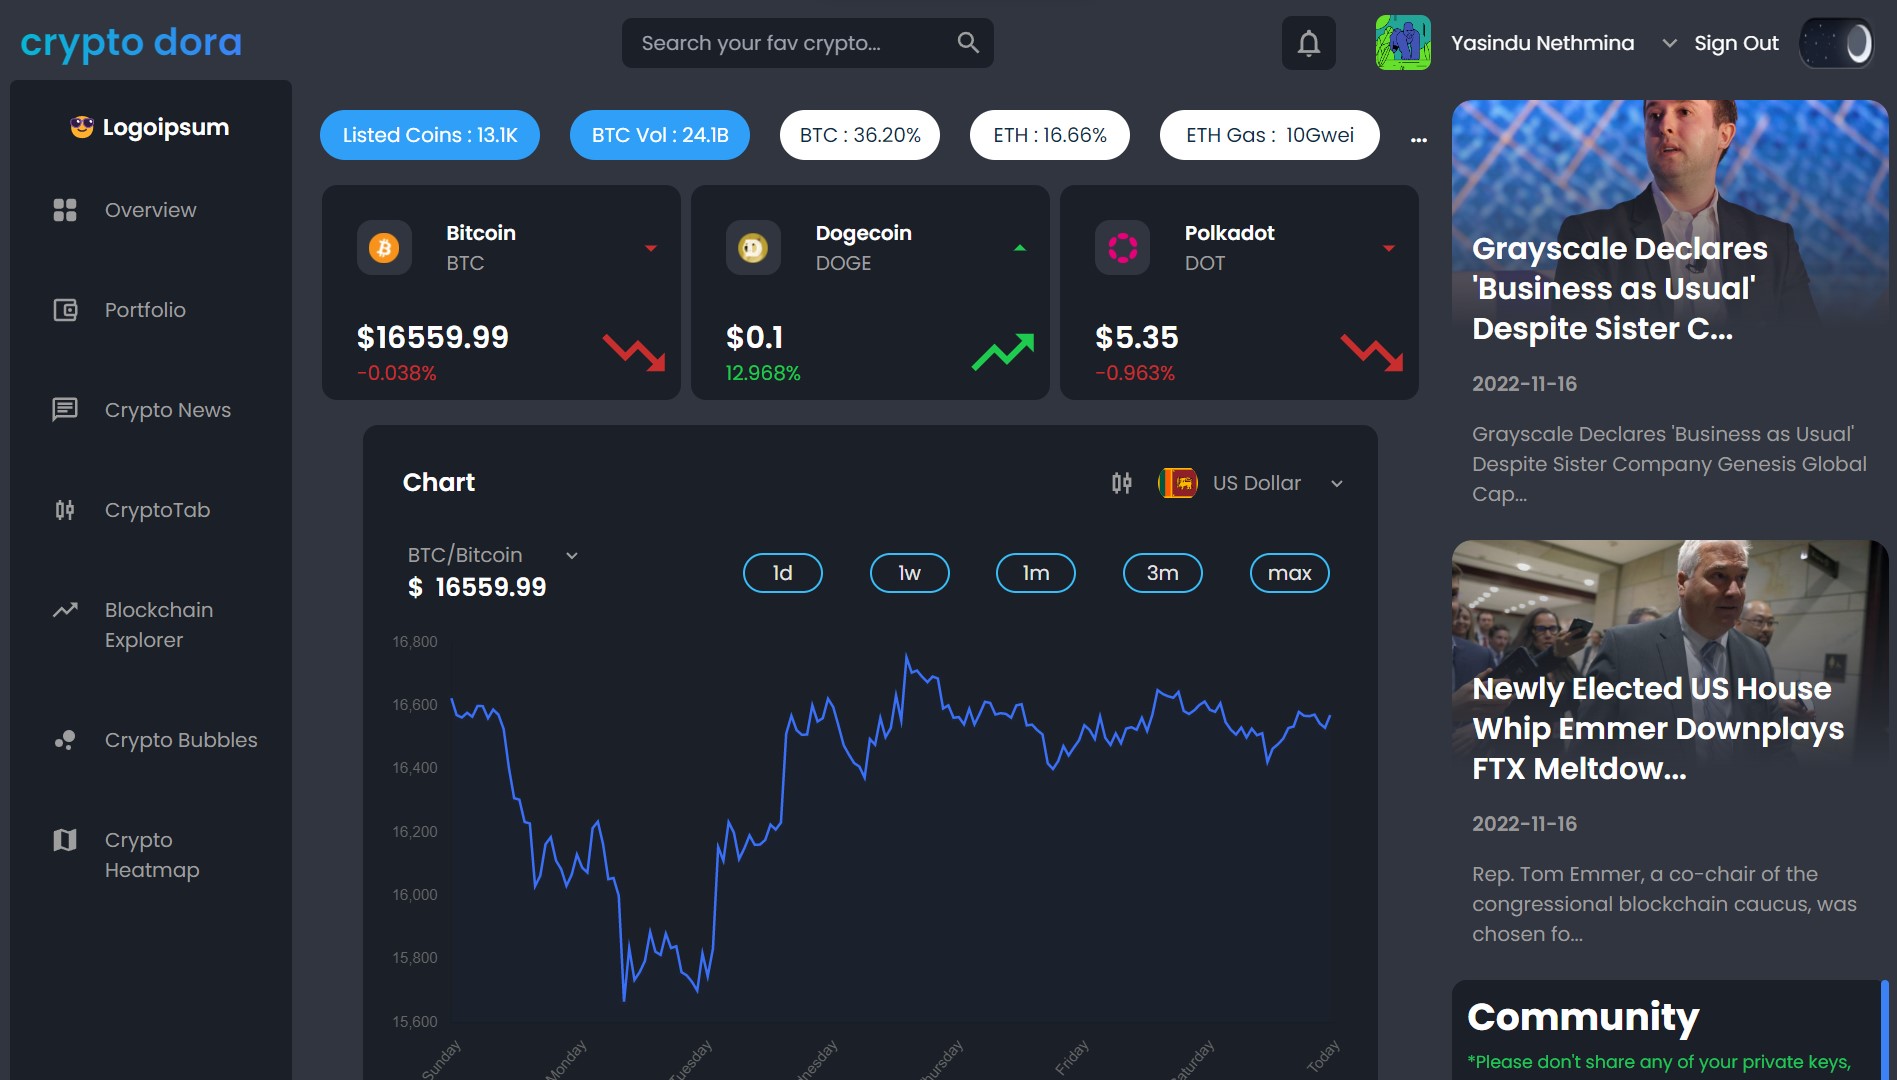 crypto dora
Search your fav crypto...
Yasindu Nethmina
Sign Out
Logoipsum
Overview
Portfolio
Crypto News
CryptoTab
Blockchain
Explorer
Crypto Bubbles
Crypto
Heatmap
Listed Coins : 13.1K
BTC Vol : 24.1B
BTC : 36.20%
ETH : 16.66%
ETH Gas : 10Gwei
...
Bitcoin
BTC
$16559.99
-0.038%
Dogecoin
DOGE
$0.1
12.968%
Polkadot
DOT
$5.35
-0.963%
Chart
US Dollar
BTC/Bitcoin
$ 16559.99
1d
1w
1m
3m
max
16,800
16,600
16,400
16,200
16,000
15,800
15,600
Sunday
Monday
Tuesday
dnesday
hursday
Friday
aturday
Today
Grayscale Declares
'Business as Usual'
Despite Sister C...
2022-11-16
Grayscale Declares 'Business as Usual'
Despite Sister Company Genesis Global
Cap...
Newly Elected US House
Whip Emmer Downplays
FTX Meltdow...
2022-11-16
Rep. Tom Emmer, a co-chair of the
congressional blockchain caucus, was
chosen fo...
Community
*Please don't share any of your private keys,